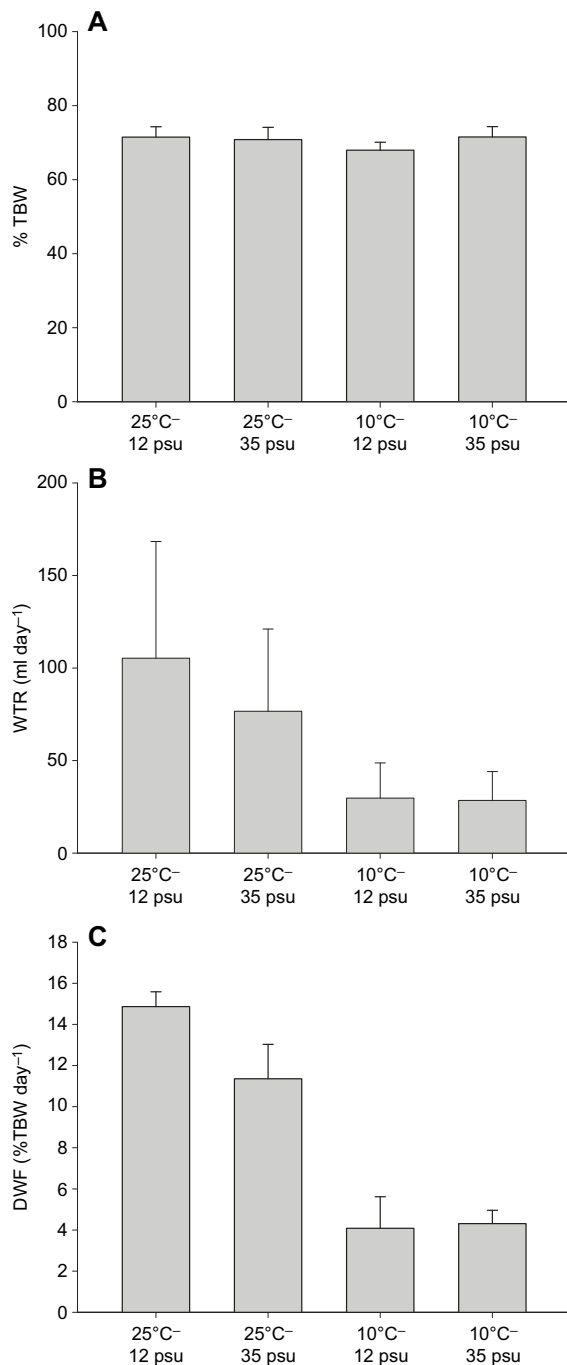 A
100
80
60
40
20
0
% TBW
25°C–
12 psu
25°C–
35 psu
10°C–
12 psu
10°C–
35 psu
B
200
150
100
50
0
WTR (ml day–1)
25°C–
12 psu
25°C–
35 psu
10°C–
12 psu
10°C–
35 psu
C
18
16
14
12
10
8
6
4
2
0
DWF (%TBW day–1)
25°C–
12 psu
25°C–
35 psu
10°C–
12 psu
10°C–
35 psu